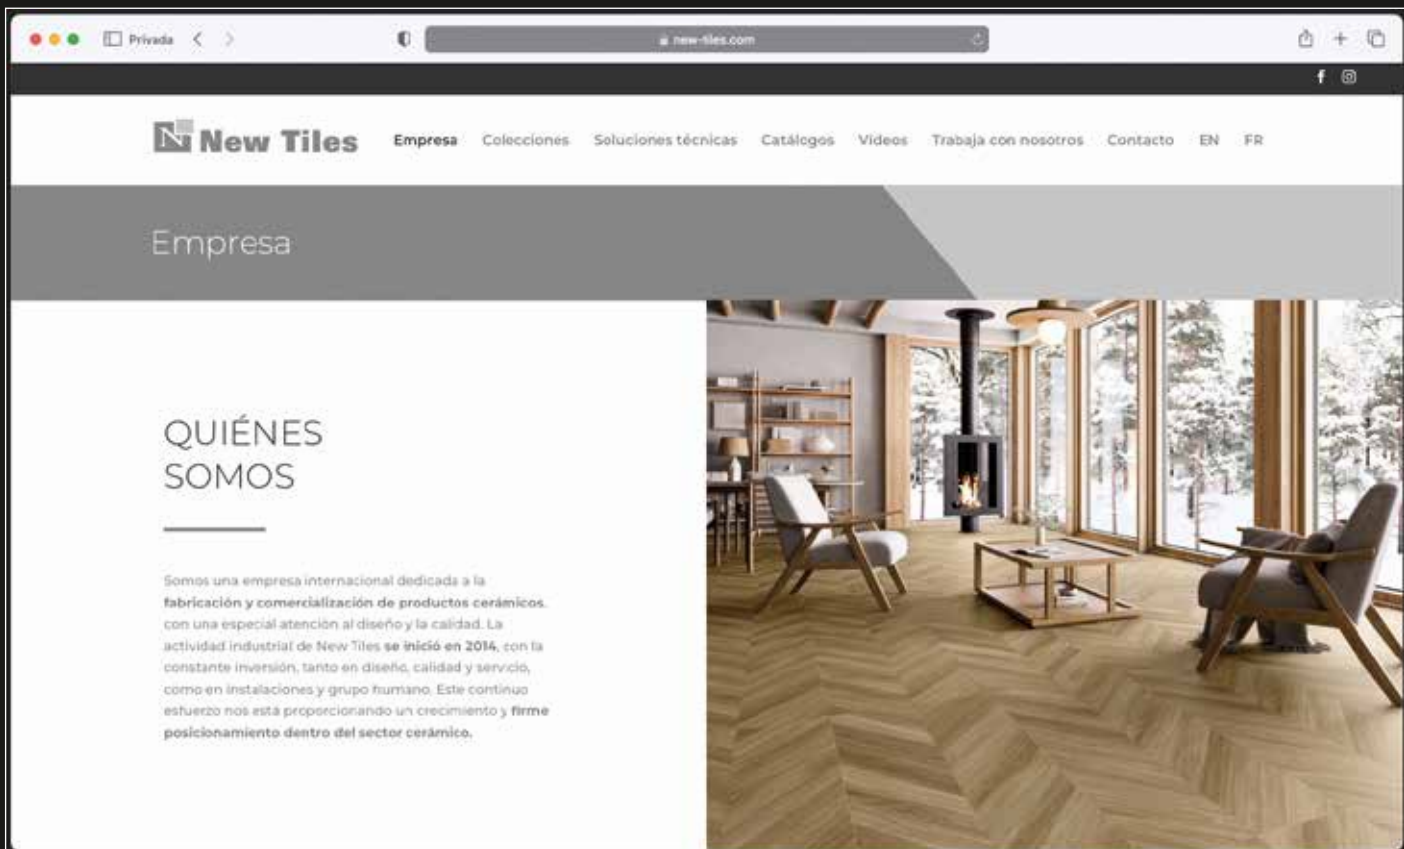 Privada
new-tiles.com
New Tiles
Empresa Colecciones Soluciones técnicas Catálogos Vídeos Trabaja con nosotros Contacto EN FR
Empresa
QUIÉNES
SOMOS
Somos una empresa internacional dedicada a la
fabricación y comercialización de productos cerámicos,
con una especial atención al diseño y la calidad. La
actividad industrial de New Tiles se inició en 2014, con la
constante inversión, tanto en diseño, calidad y servicio,
como en instalaciones y grupo humano. Este continuo
esfuerzo nos está proporcionando un crecimiento y firme
posicionamiento dentro del sector cerámico.